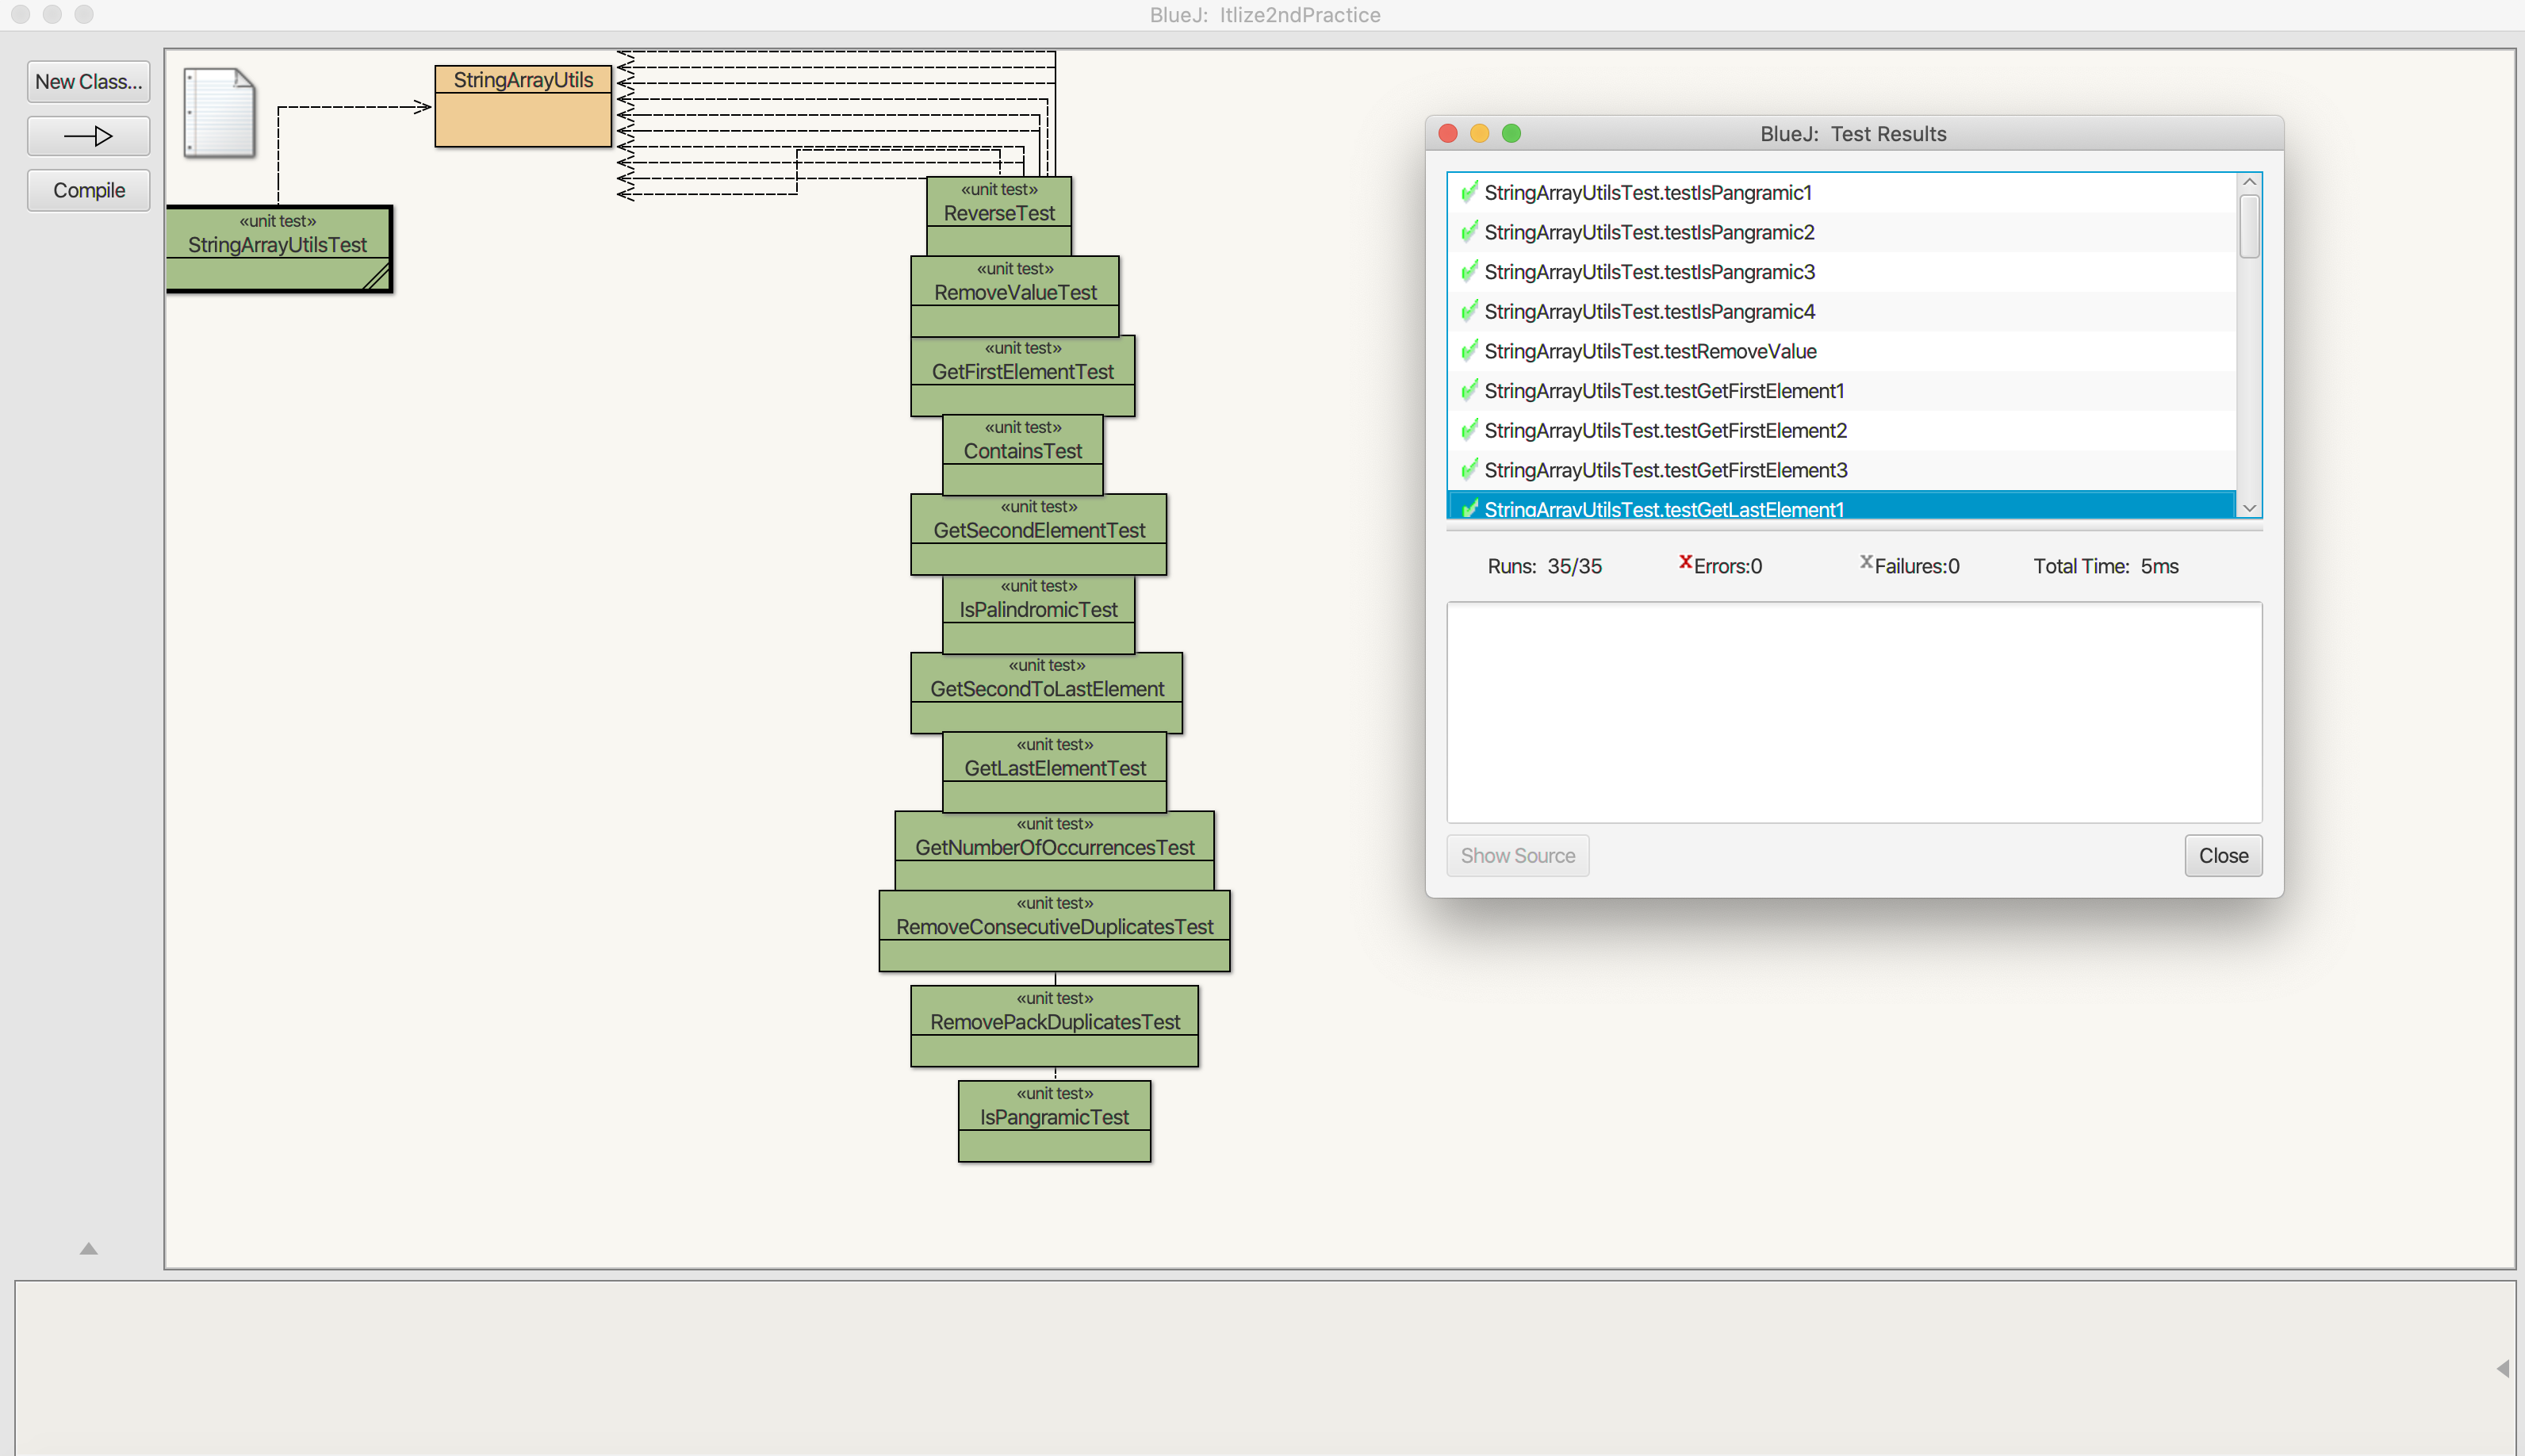 BlueJ: Itlize2ndPractice
New Class...
Compile
StringArrayUtils
«unit test»
StringArrayUtilsTest
«unit test»
ReverseTest
«unit test»
RemoveValueTest
«unit test»
GetFirstElementTest
«unit test»
ContainsTest
«unit test»
GetSecondElementTest
«unit test»
IsPalindromicTest
«unit test»
GetSecondToLastElement
«unit test»
GetLastElementTest
«unit test»
GetNumberOfOccurrencesTest
«unit test»
RemoveConsecutiveDuplicatesTest
«unit test»
RemovePackDuplicatesTest
«unit test»
IsPangramicTest
BlueJ: Test Results
StringArrayUtilsTest.testIsPangramic1
StringArrayUtilsTest.testIsPangramic2
StringArrayUtilsTest.testIsPangramic3
StringArrayUtilsTest.testIsPangramic4
StringArrayUtilsTest.testRemoveValue
StringArrayUtilsTest.testGetFirstElement1
StringArrayUtilsTest.testGetFirstElement2
StringArrayUtilsTest.testGetFirstElement3
StringArrayUtilsTest.testGetLastElement1
Runs: 35/35 xErrors:0 xFailures:0 Total Time: 5ms
Show Source
Close